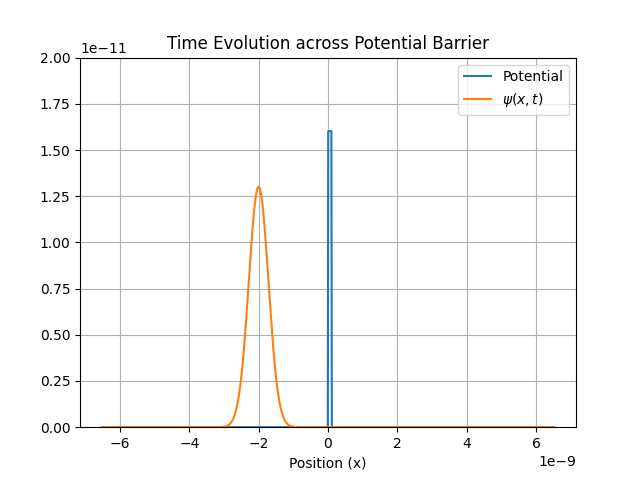 Time Evolution across Potential Barrier
1e−11
2.00
1.75
1.50
1.25
1.00
0.75
0.50
0.25
0.00
Potential
ψ(x, t)
−6 −4 −2 0 2 4 6
Position (x)
1e−9